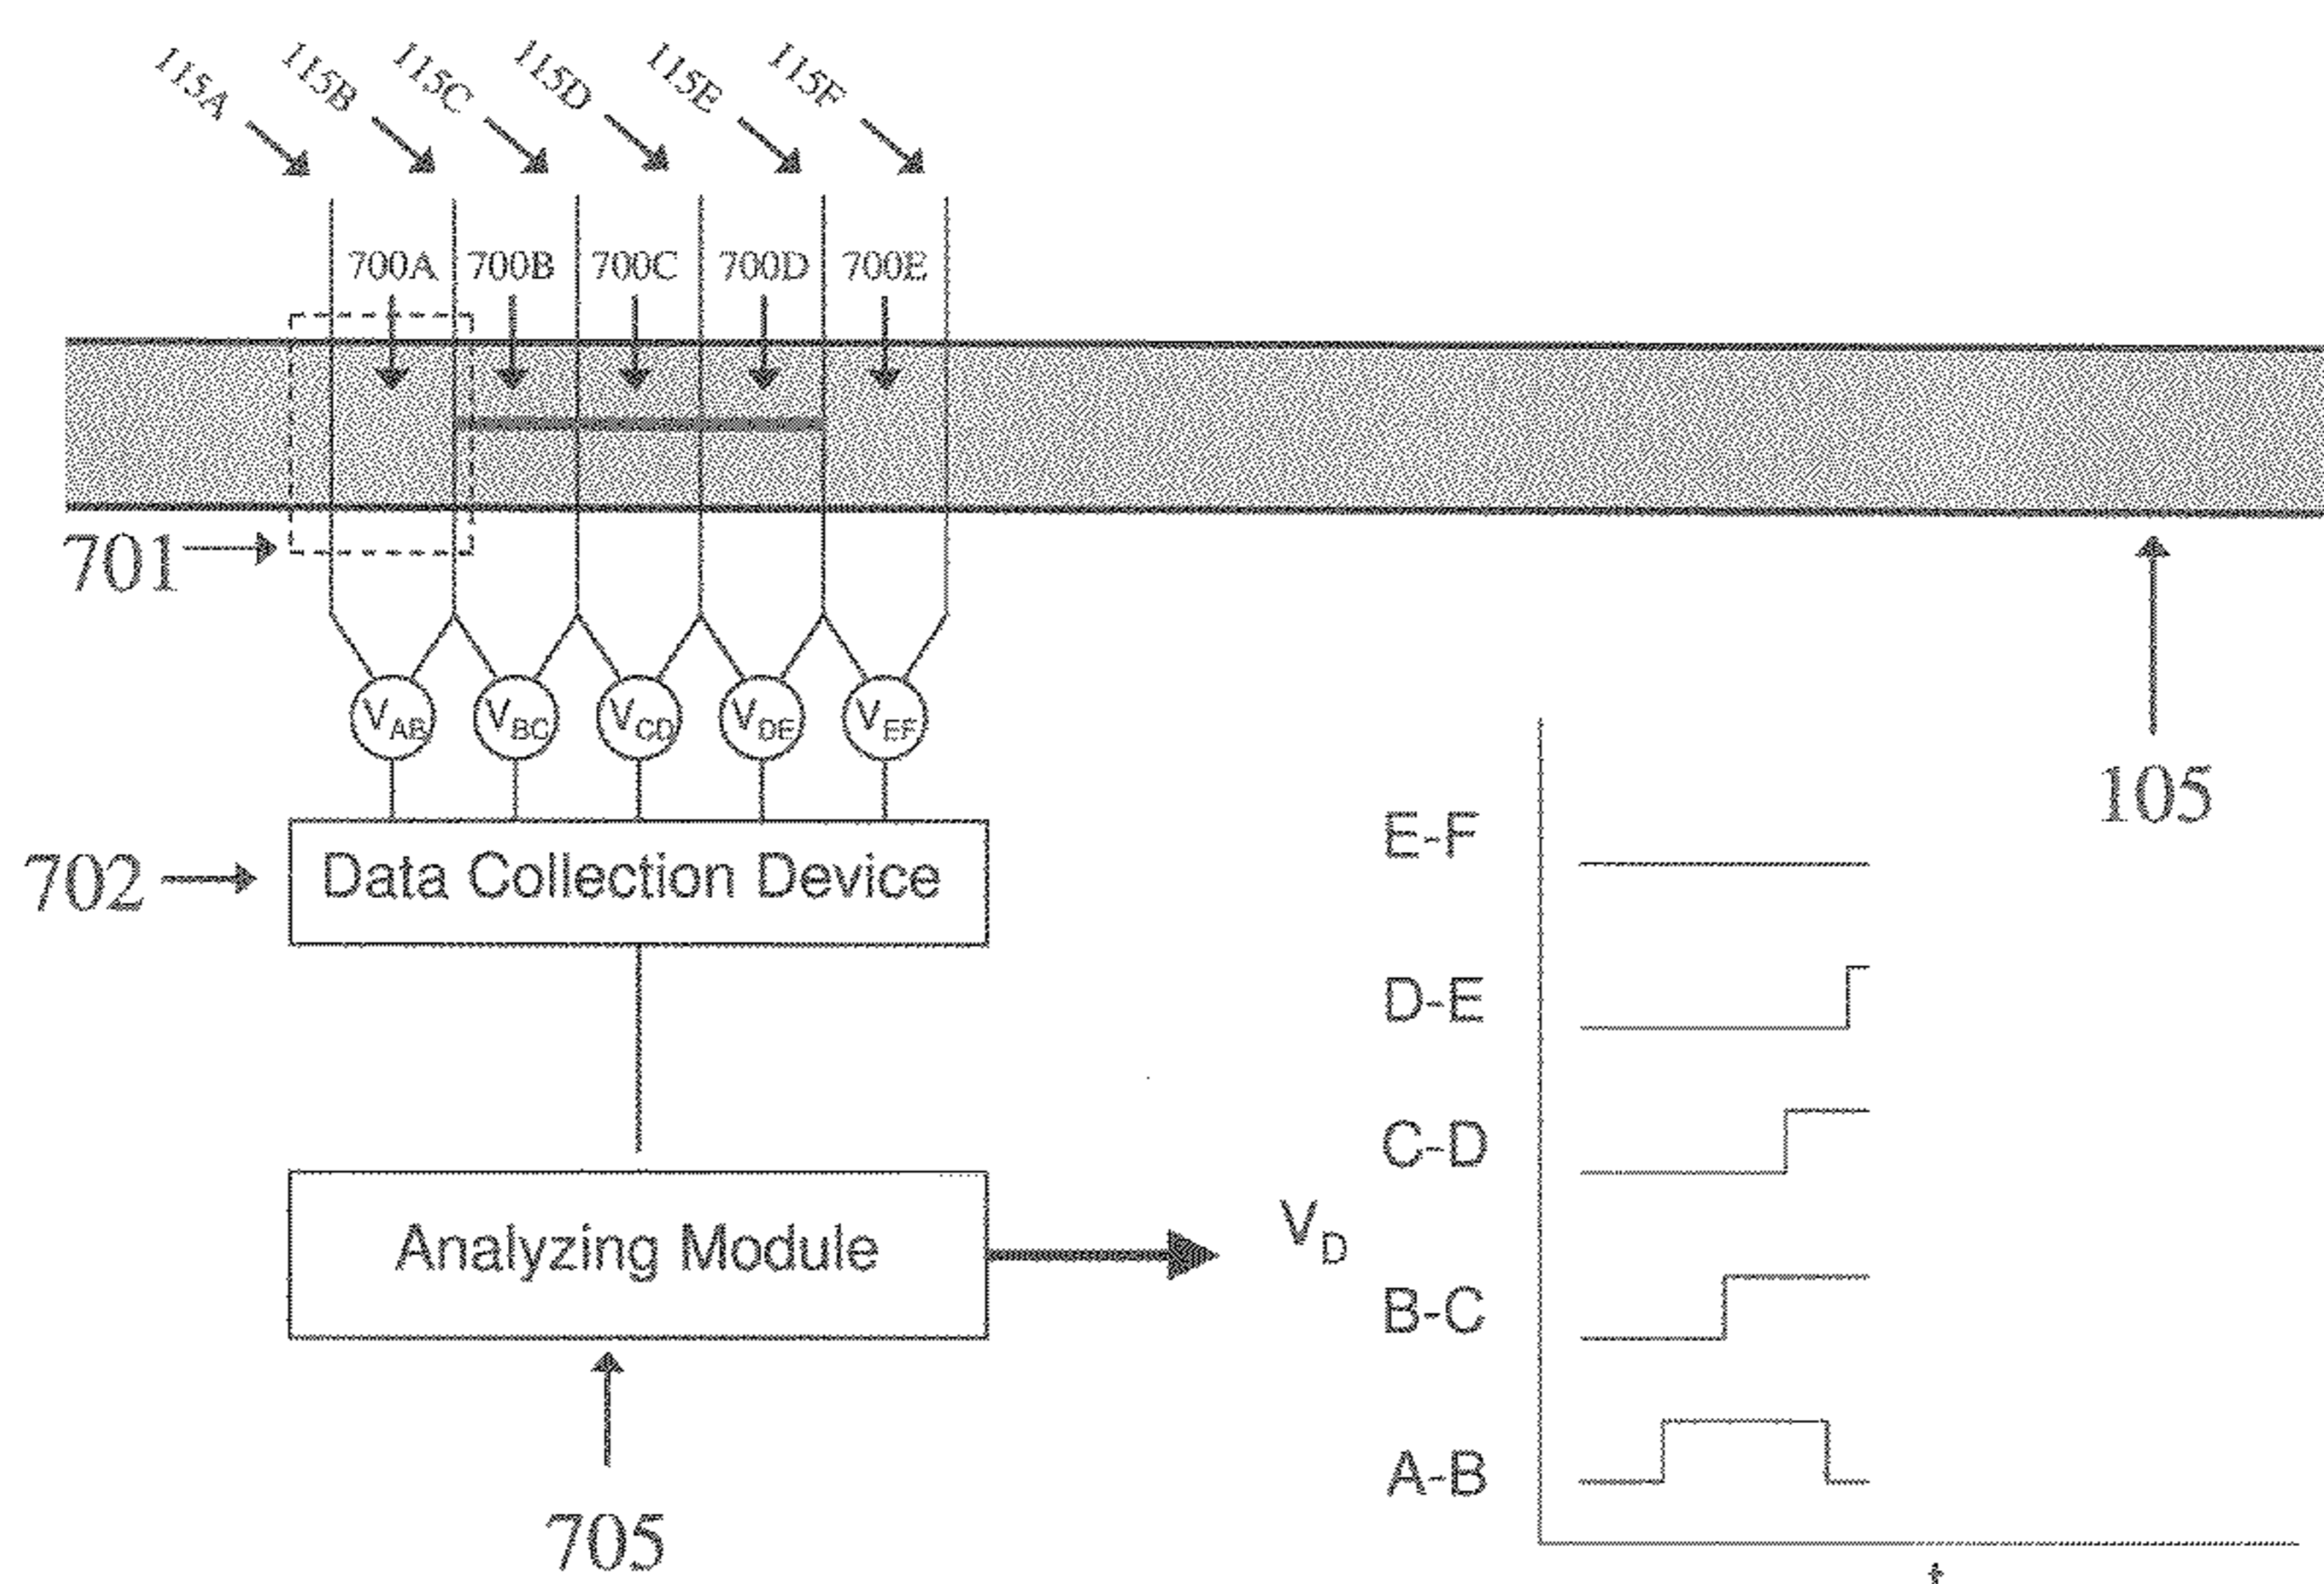 115A 115B 115C 115D 115E 115F
700A 700B 700C 700D 700E
701
105
V_AB V_BC V_CD V_DE V_EF
702
Data Collection Device
Analyzing Module
705
V_D
E-F
D-E
C-D
B-C
A-B
t